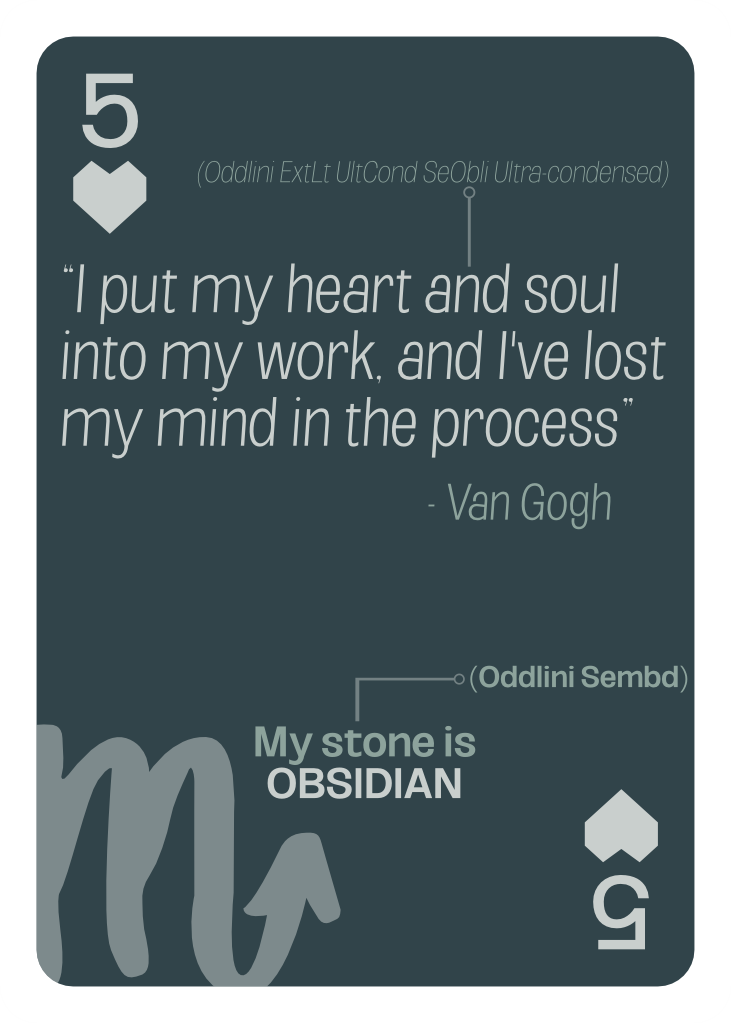 5
(Oddlini ExtLt UltCond SeObli Ultra-condensed)
“I put my heart and soul
into my work, and I've lost
my mind in the process”
- Van Gogh
(Oddlini Sembd)
My stone is
OBSIDIAN
5